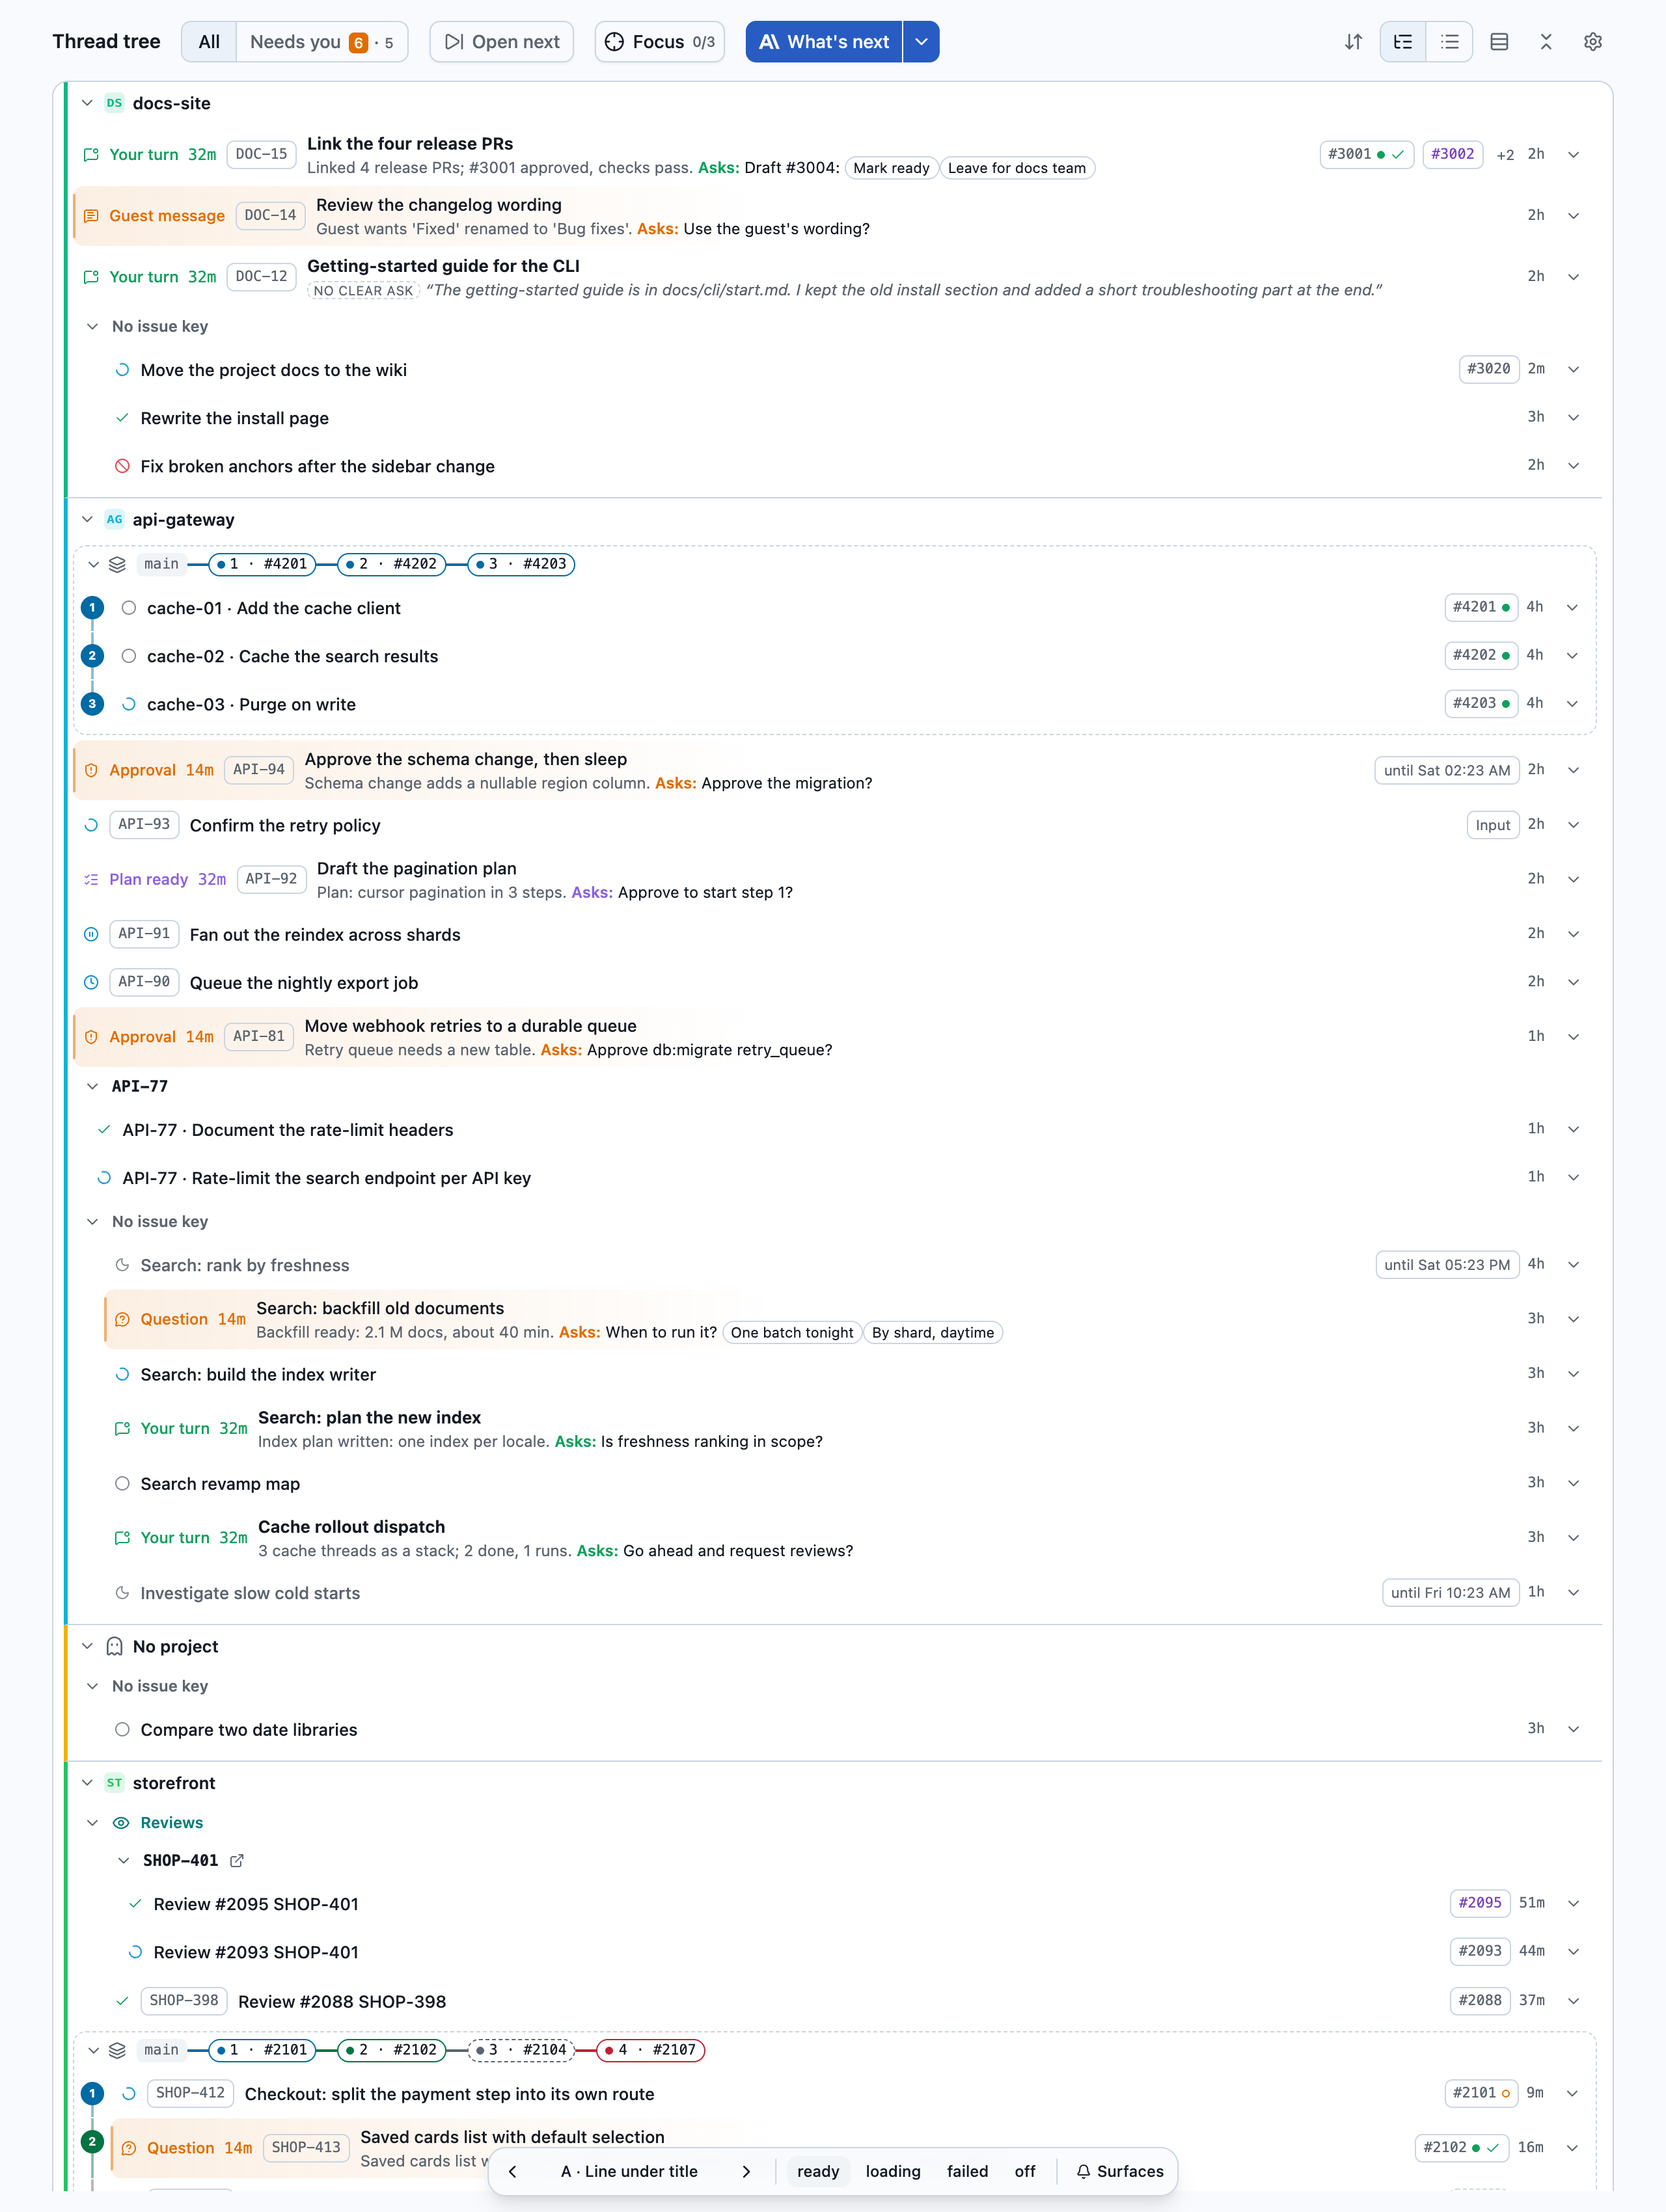 Thread tree All Needs you 6 · 5 Open next Focus 0/3 What's next
DS docs-site
Your turn 32m DOC-15 Link the four release PRs #3001 #3002 +2 2h
Linked 4 release PRs; #3001 approved, checks pass. Asks: Draft #3004: Mark ready Leave for docs team
Guest message DOC-14 Review the changelog wording 2h
Guest wants 'Fixed' renamed to 'Bug fixes'. Asks: Use the guest's wording?
Your turn 32m DOC-12 Getting-started guide for the CLI 2h
NO CLEAR ASK “The getting-started guide is in docs/cli/start.md. I kept the old install section and added a short troubleshooting part at the end.”
No issue key
Move the project docs to the wiki #3020 2m
Rewrite the install page 3h
Fix broken anchors after the sidebar change 2h
AG api-gateway
main 1 · #4201 2 · #4202 3 · #4203
1 cache-01 · Add the cache client #4201 4h
2 cache-02 · Cache the search results #4202 4h
3 cache-03 · Purge on write #4203 4h
Approval 14m API-94 Approve the schema change, then sleep until Sat 02:23 AM 2h
Schema change adds a nullable region column. Asks: Approve the migration?
API-93 Confirm the retry policy Input 2h
Plan ready 32m API-92 Draft the pagination plan 2h
Plan: cursor pagination in 3 steps. Asks: Approve to start step 1?
API-91 Fan out the reindex across shards 2h
API-90 Queue the nightly export job 2h
Approval 14m API-81 Move webhook retries to a durable queue 1h
Retry queue needs a new table. Asks: Approve db:migrate retry_queue?
API-77
API-77 · Document the rate-limit headers 1h
API-77 · Rate-limit the search endpoint per API key 1h
No issue key
Search: rank by freshness until Sat 05:23 PM 4h
Question 14m Search: backfill old documents 3h
Backfill ready: 2.1 M docs, about 40 min. Asks: When to run it? One batch tonight By shard, daytime
Search: build the index writer 3h
Your turn 32m Search: plan the new index 3h
Index plan written: one index per locale. Asks: Is freshness ranking in scope?
Search revamp map 3h
Your turn 32m Cache rollout dispatch 3h
3 cache threads as a stack; 2 done, 1 runs. Asks: Go ahead and request reviews?
Investigate slow cold starts until Fri 10:23 AM 1h
No project
No issue key
Compare two date libraries 3h
ST storefront
Reviews
SHOP-401
Review #2095 SHOP-401 #2095 51m
Review #2093 SHOP-401 #2093 44m
SHOP-398 Review #2088 SHOP-398 #2088 37m
main 1 · #2101 2 · #2102 3 · #2104 4 · #2107
1 SHOP-412 Checkout: split the payment step into its own route #2101 9m
2 Question 14m SHOP-413 Saved cards list with default selection #2102 16m
Saved cards list
A · Line under title ready loading failed off Surfaces